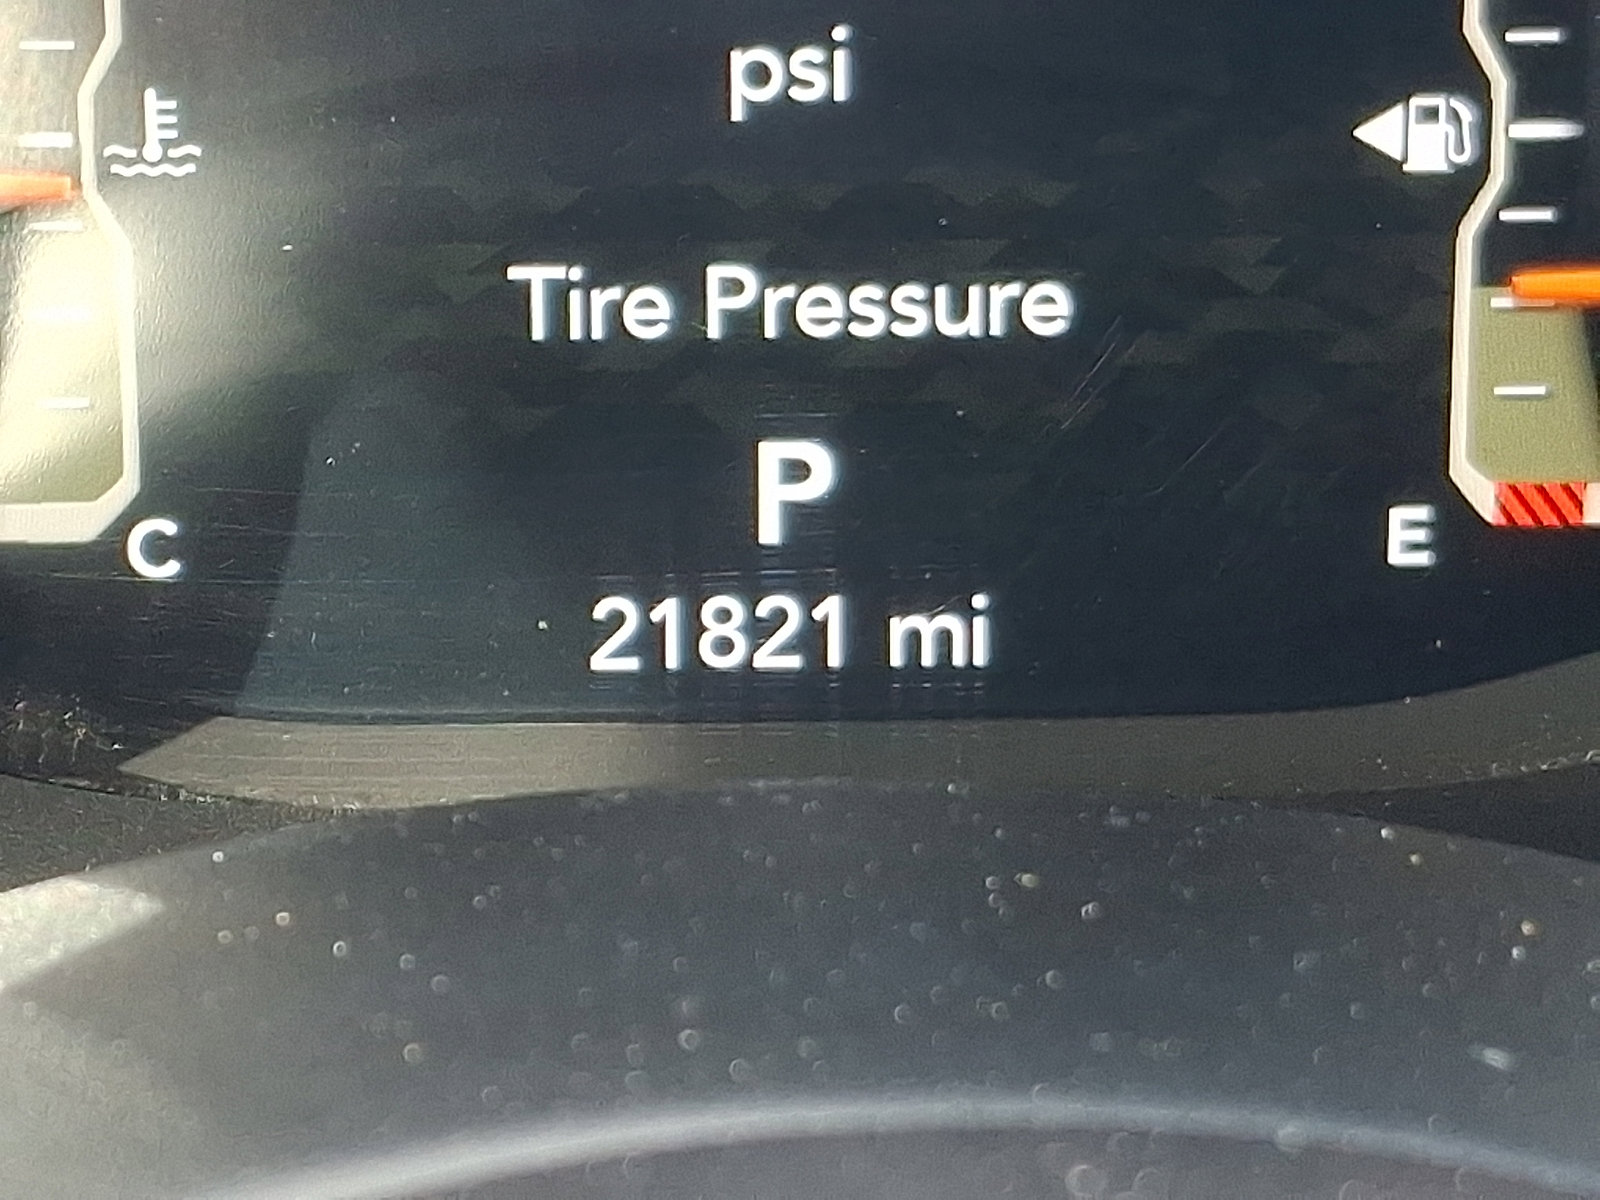 psi
Tire Pressure
P
C
E
21821 mi